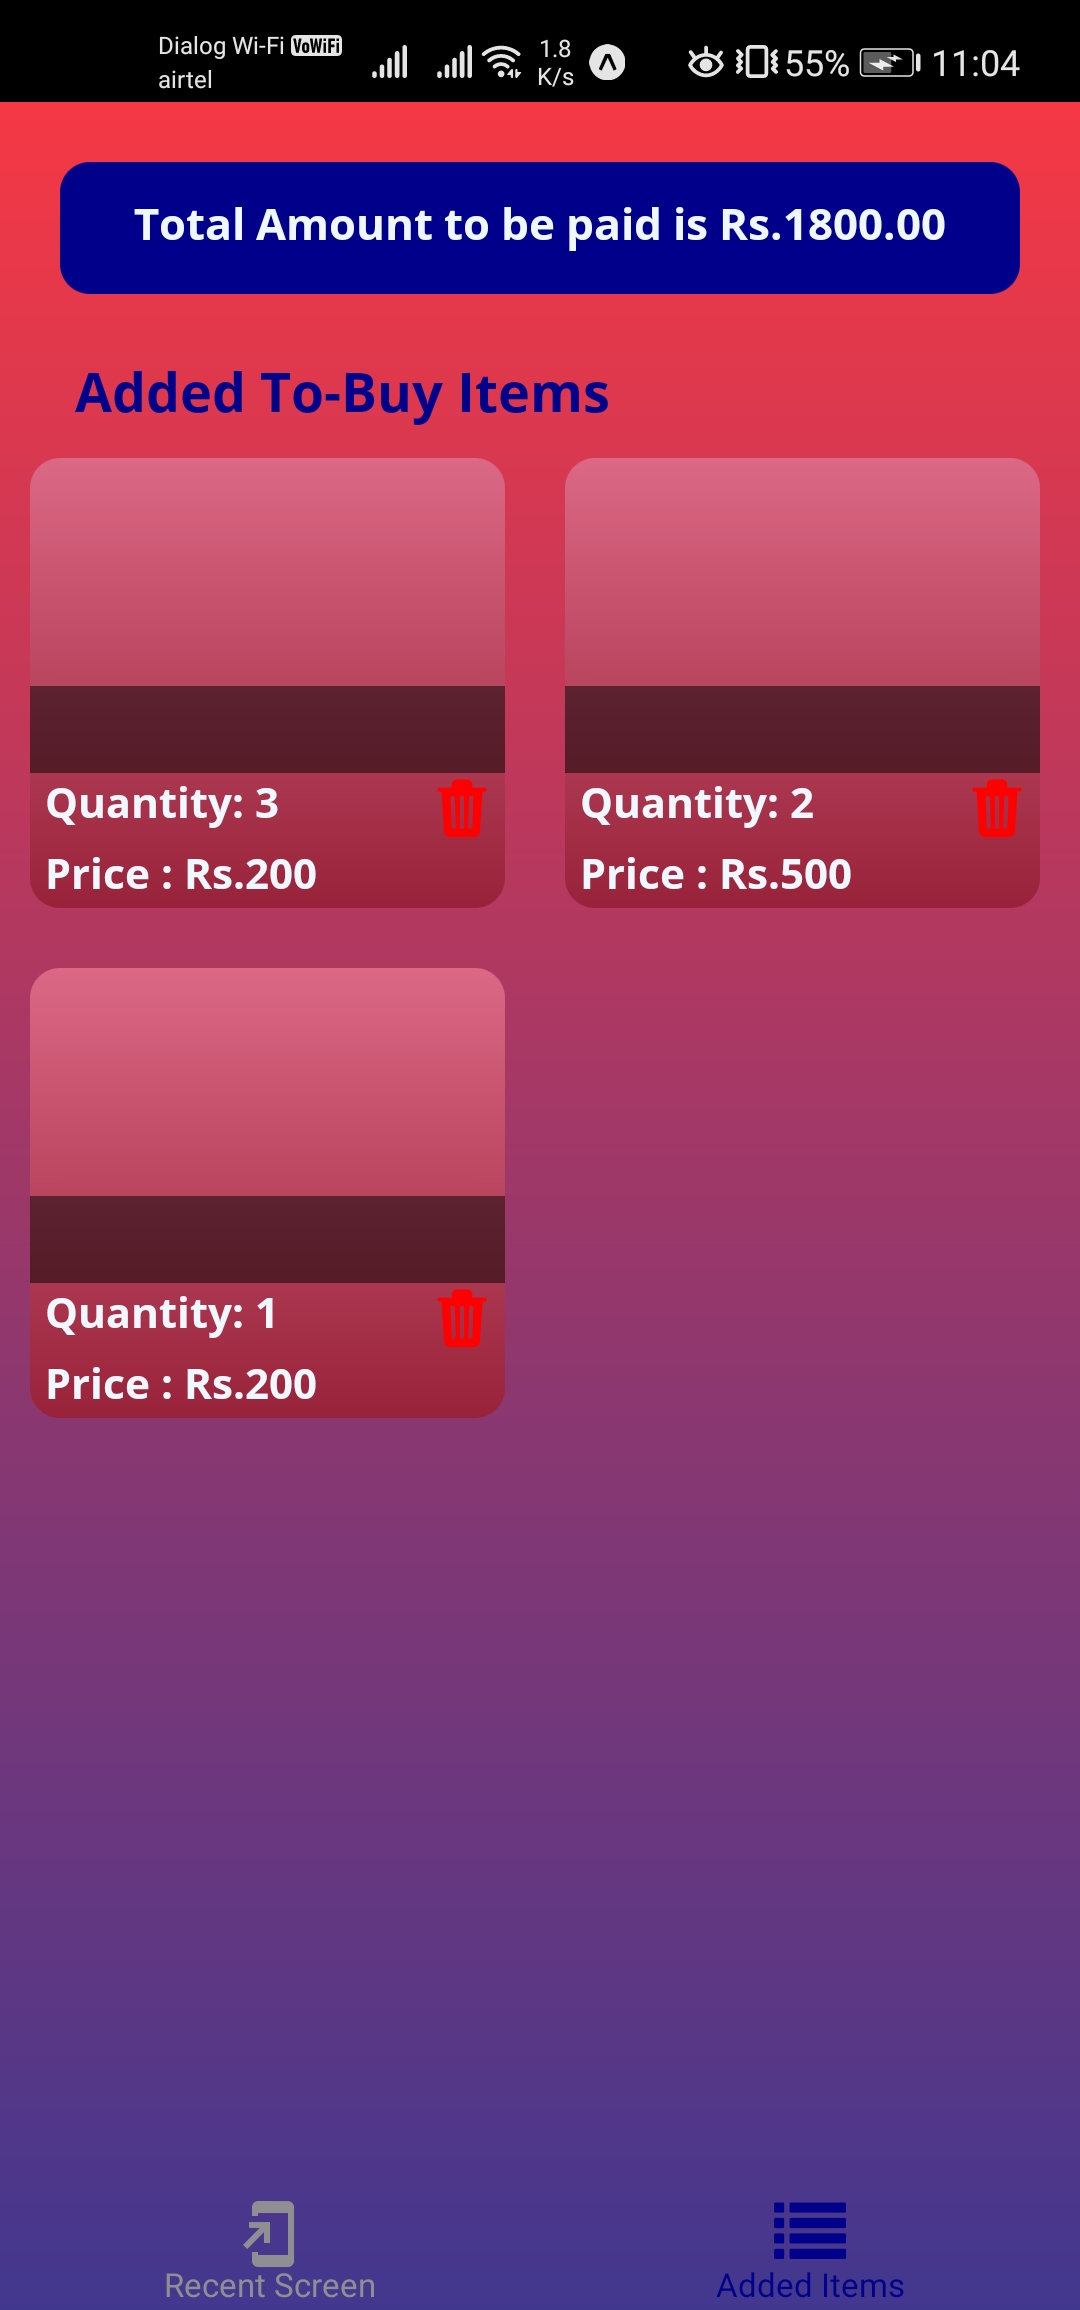 Dialog Wi-Fi VoWiFi
airtel
1.8
K/s
55%
11:04
Total Amount to be paid is Rs.1800.00
Added To-Buy Items
Quantity: 3
Price : Rs.200
Quantity: 2
Price : Rs.500
Quantity: 1
Price : Rs.200
Recent Screen
Added Items